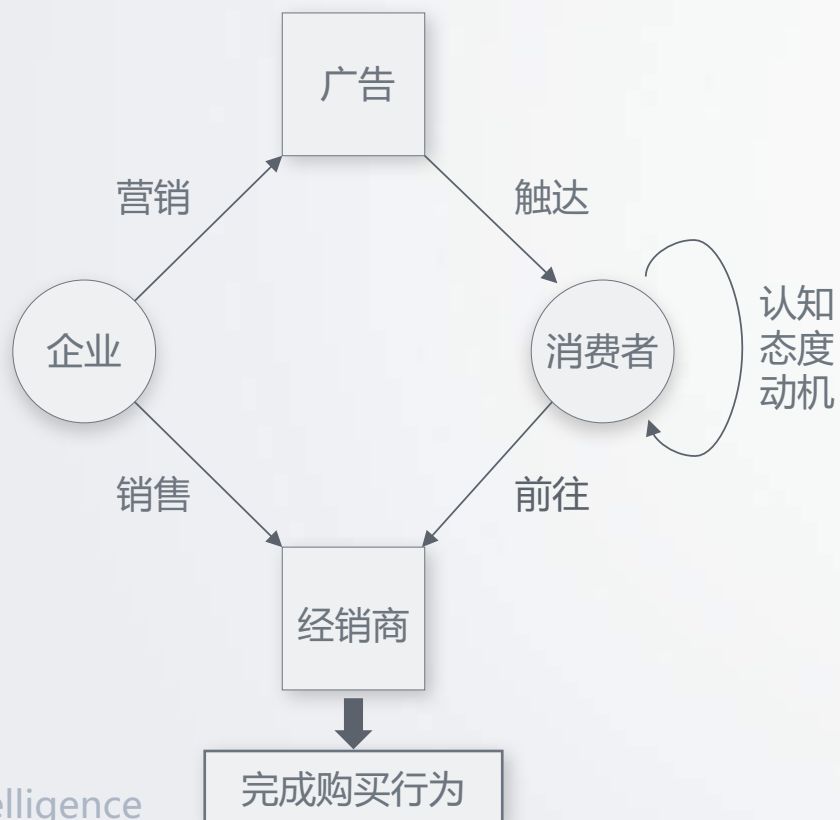 广告
营销
触达
企业
消费者
认知
态度
动机
销售
前往
经销商
完成购买行为
elligence